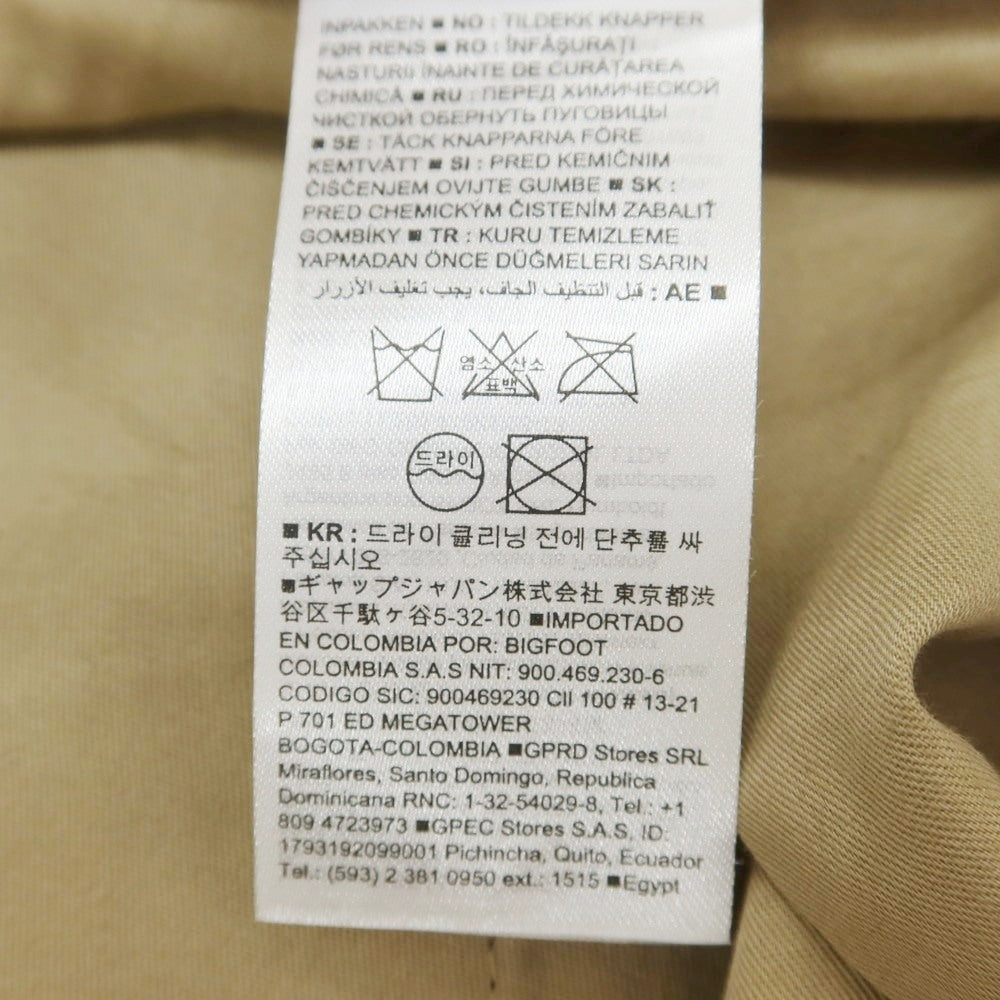 INPAKKEN ■ NO : TILDEKK KNAPPER
FØR RENS ■ RO : ÎNFĂŞURAŢI
NASTURII ÎNAINTE DE CURĂŢAREA
CHIMICĂ ■ RU : ПЕРЕД ХИМИЧЕСКОЙ
ЧИСТКОЙ ОБЕРНУТЬ ПУГОВИЦЫ
■ SE : TÄCK KNAPPARNA FÖRE
KEMTVÄTT ■ SI : PRED KEMIČNIM
ČIŠČENJEM OVIJTE GUMBE ■ SK :
PRED CHEMICKÝM ČISTENÍM ZABALIŤ
GOMBÍKY ■ TR : KURU TEMIZLEME
YAPMADAN ÖNCE DÜĞMELERI SARIN
■ AE : قبل التنظيف الجاف، يجب تغليف الأزرار
염소 산소
표백
드라이
■ KR : 드라이 클리닝 전에 단추를 싸
주십시오
■ギャップジャパン株式会社 東京都渋
谷区千駄ヶ谷5-32-10 ■IMPORTADO
EN COLOMBIA POR: BIGFOOT
COLOMBIA S.A.S NIT: 900.469.230-6
CODIGO SIC: 900469230 Cll 100 # 13-21
P 701 ED MEGATOWER
BOGOTA-COLOMBIA ■GPRD Stores SRL
Miraflores, Santo Domingo, Republica
Dominicana RNC: 1-32-54029-8, Tel.: +1
809 4723973 ■GPEC Stores S.A.S, ID:
1793192099001 Pichincha, Quito, Ecuador
Tel.: (593) 2 381 0950 ext.: 1515 ■Egypt